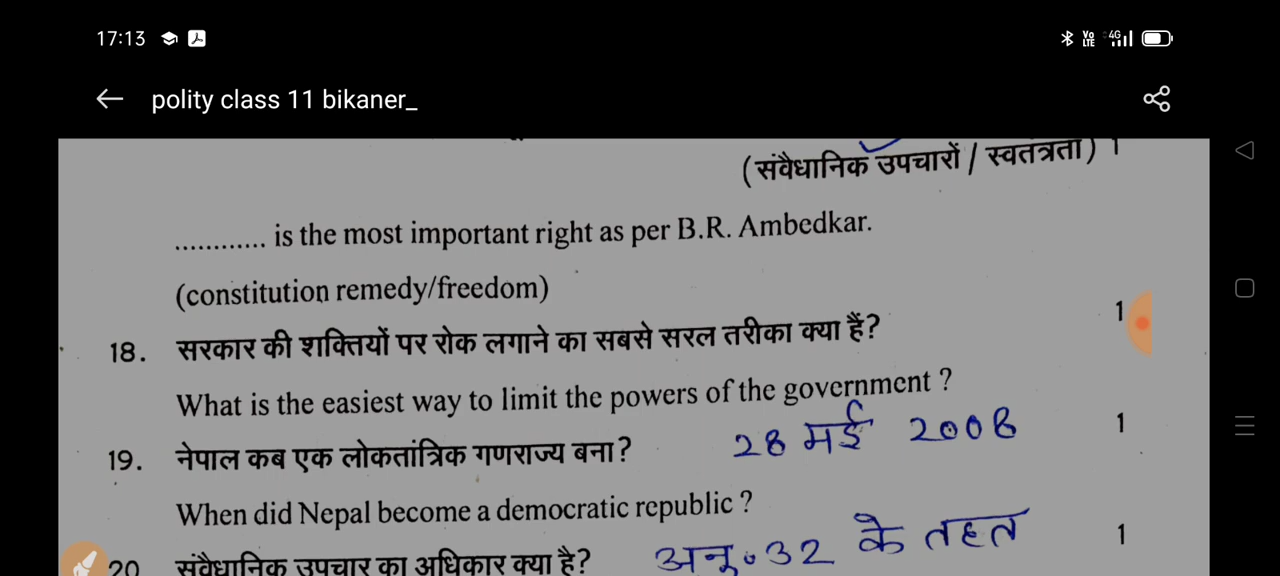 17:13
Vo LTE 4G
polity class 11 bikaner_
(संवैधानिक उपचारों / स्वतंत्रता) 1
............ is the most important right as per B.R. Ambedkar.
(constitution remedy/freedom)
18. सरकार की शक्तियों पर रोक लगाने का सबसे सरल तरीका क्या हैं? 1
What is the easiest way to limit the powers of the government ?
19. नेपाल कब एक लोकतांत्रिक गणराज्य बना? 28 मई 2008 1
When did Nepal become a democratic republic ?
20 संवैधानिक उपचार का अधिकार क्या है? अनु॰32 के तहत 1